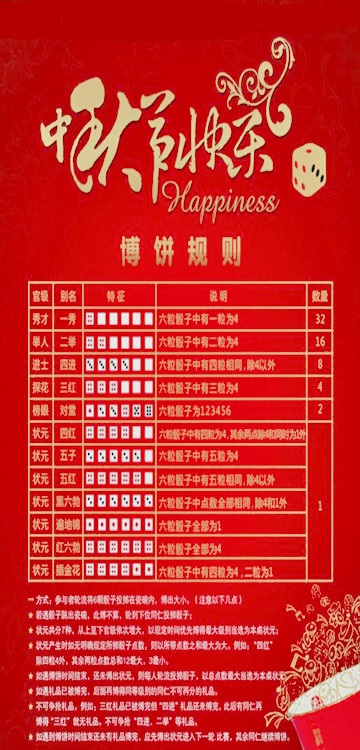 中秋节快乐
Happiness
博饼规则
官级 别名 特征 说明 数量
秀才 一秀 六粒骰子中有一粒为4 32
举人 二举 六粒骰子中有二粒为4 16
进士 四进 六粒骰子中有四粒相同,除4以外 8
探花 三红 六粒骰子中有三粒为4 4
榜眼 对堂 六粒骰子为123456 2
状元 四红 六粒骰子中有四粒为4,其余两点除4和同时为1外
状元 五子 六粒骰子中有五粒为4
状元 五红 六粒骰子中有五粒相同,除4以外
状元 黑六勃 六粒骰子中点数全部相同,除4和1外 1
状元 遍地锦 六粒骰子全部为1
状元 红六勃 六粒骰子全部为4
状元 插金花 六粒骰子中有四粒为4,二粒为1
方式:参与者轮流将6颗骰子投掷在瓷碗内,博出大小。(注意以下几点)
若遇骰子跳出瓷碗,此博不算,轮到下位同仁投掷骰子;
状元共分7种,从上至下官级依次增大,以规定时间优先博得最大级别当选为本桌状元;
状元产生时如无明确规定所掷骰子点数,则以所带点数之和最大为大,例如:“四红”
除四粒4外,其余两粒点数总和12最大,3最小。
如遇博饼时间结束,还未博出状元,则每人轮流投掷骰子,以总点数最大当选为本桌状元
如遇礼品已被博完,后面再博得同等级别的同仁不可再分的礼品。
不可争抢礼品,例如:三红礼品已被博完,四进、二举和一秀礼品还未博完,此后有同仁再
博得“三红”就无礼品,不可争抢“四进、二举”等礼品。
如遇到博饼时间结束还未有礼品博完,应先博出状元进入下一轮比赛,其余同仁继续博饼。